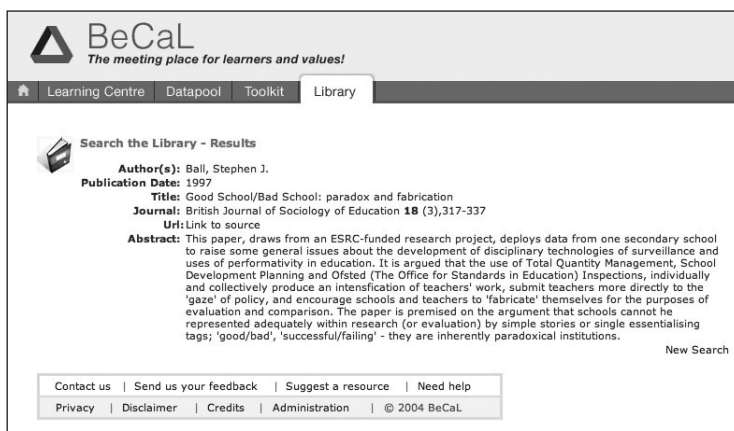 BeCaL
The meeting place for learners and values!
Learning Centre Datapool Toolkit Library
Search the Library - Results
Author(s): Ball, Stephen J.
Publication Date: 1997
Title: Good School/Bad School: paradox and fabrication
Journal: British Journal of Sociology of Education 18 (3),317-337
Url: Link to source
Abstract: This paper, draws from an ESRC-funded research project, deploys data from one secondary school
to raise some general issues about the development of disciplinary technologies of surveillance and
uses of performativity in education. It is argued that the use of Total Quantity Management, School
Development Planning and Ofsted (The Office for Standards in Education) Inspections, individually
and collectively produce an intensfication of teachers' work, submit teachers more directly to the
'gaze' of policy, and encourage schools and teachers to 'fabricate' themselves for the purposes of
evaluation and comparison. The paper is premised on the argument that schools cannot he
represented adequately within research (or evaluation) by simple stories or single essentialising
tags; 'good/bad', 'successful/failing' - they are inherently paradoxical institutions.
New Search
Contact us | Send us your feedback | Suggest a resource | Need help
Privacy | Disclaimer | Credits | Administration | © 2004 BeCaL